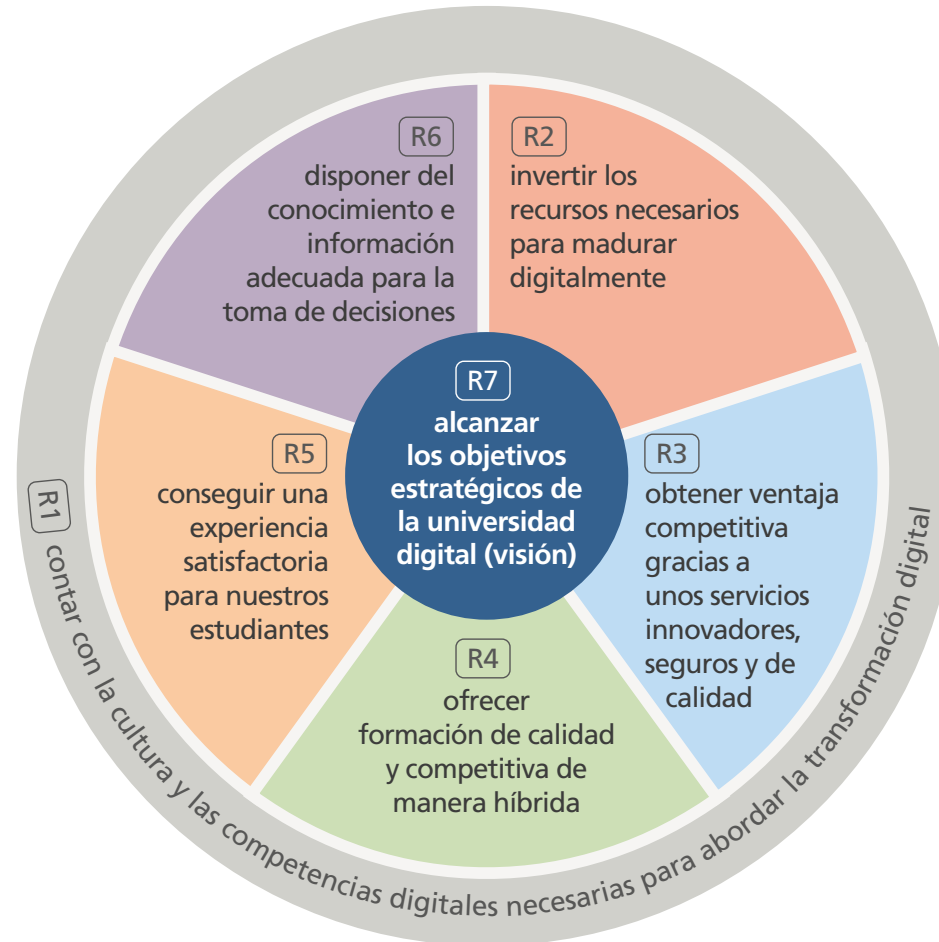 R6
disponer del
conocimiento e
información
adecuada para la
toma de decisiones
R2
invertir los
recursos necesarios
para madurar
digitalmente
R7
alcanzar
los objetivos
estratégicos de
la universidad
digital (visión)
R5
conseguir una
experiencia
satisfactoria
para nuestros
estudiantes
R3
obtener ventaja
competitiva
gracias a
unos servicios
innovadores,
seguros y de
calidad
R4
ofrecer
formación de calidad
y competitiva de
manera híbrida
R1 contar con la cultura y las competencias digitales necesarias para abordar la transformación digital